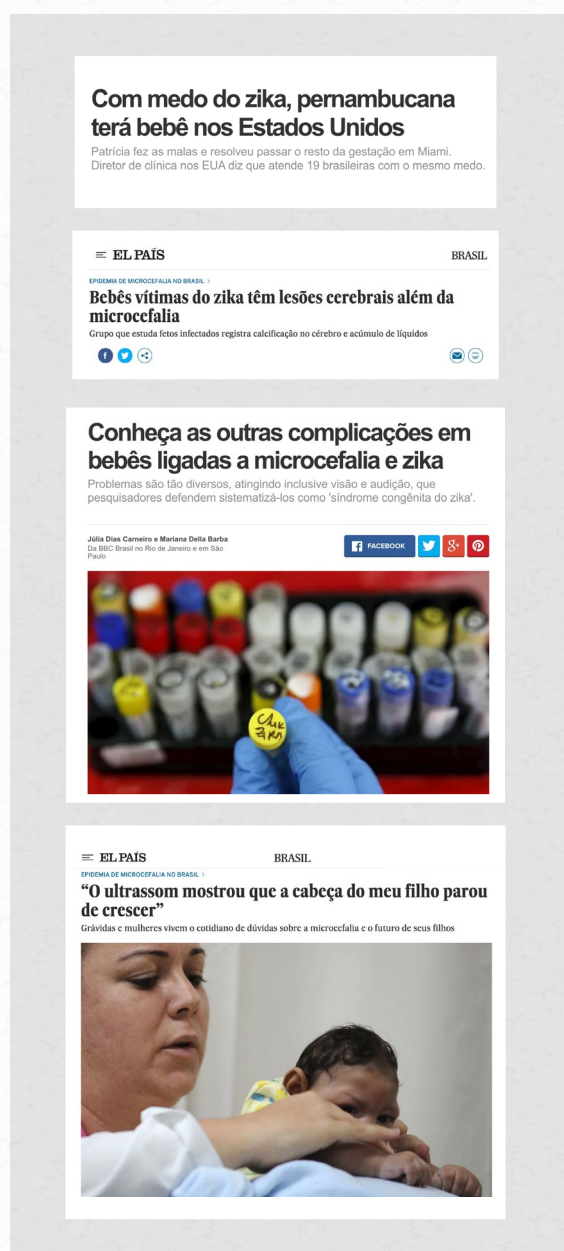 Com medo do zika, pernambucana
terá bebê nos Estados Unidos
Patrícia fez as malas e resolveu passar o resto da gestação em Miami.
Diretor de clínica nos EUA diz que atende 19 brasileiras com o mesmo medo.
EL PAÍS
BRASIL
EPIDEMIA DE MICROCEFALIA NO BRASIL >
Bebês vítimas do zika têm lesões cerebrais além da
microcefalia
Grupo que estuda fetos infectados registra calcificação no cérebro e acúmulo de líquidos
f
Conheça as outras complicações em
bebês ligadas a microcefalia e zika
Problemas são tão diversos, atingindo inclusive visão e audição, que
pesquisadores defendem sistematizá-los como 'síndrome congênita do zika'.
Júlia Dias Carneiro e Mariana Della Barba
Da BBC Brasil no Rio de Janeiro e em São
Paulo
f FACEBOOK
g+
Chik
Zika
EL PAÍS
BRASIL
EPIDEMIA DE MICROCEFALIA NO BRASIL >
“O ultrassom mostrou que a cabeça do meu filho parou
de crescer”
Grávidas e mulheres vivem o cotidiano de dúvidas sobre a microcefalia e o futuro de seus filhos